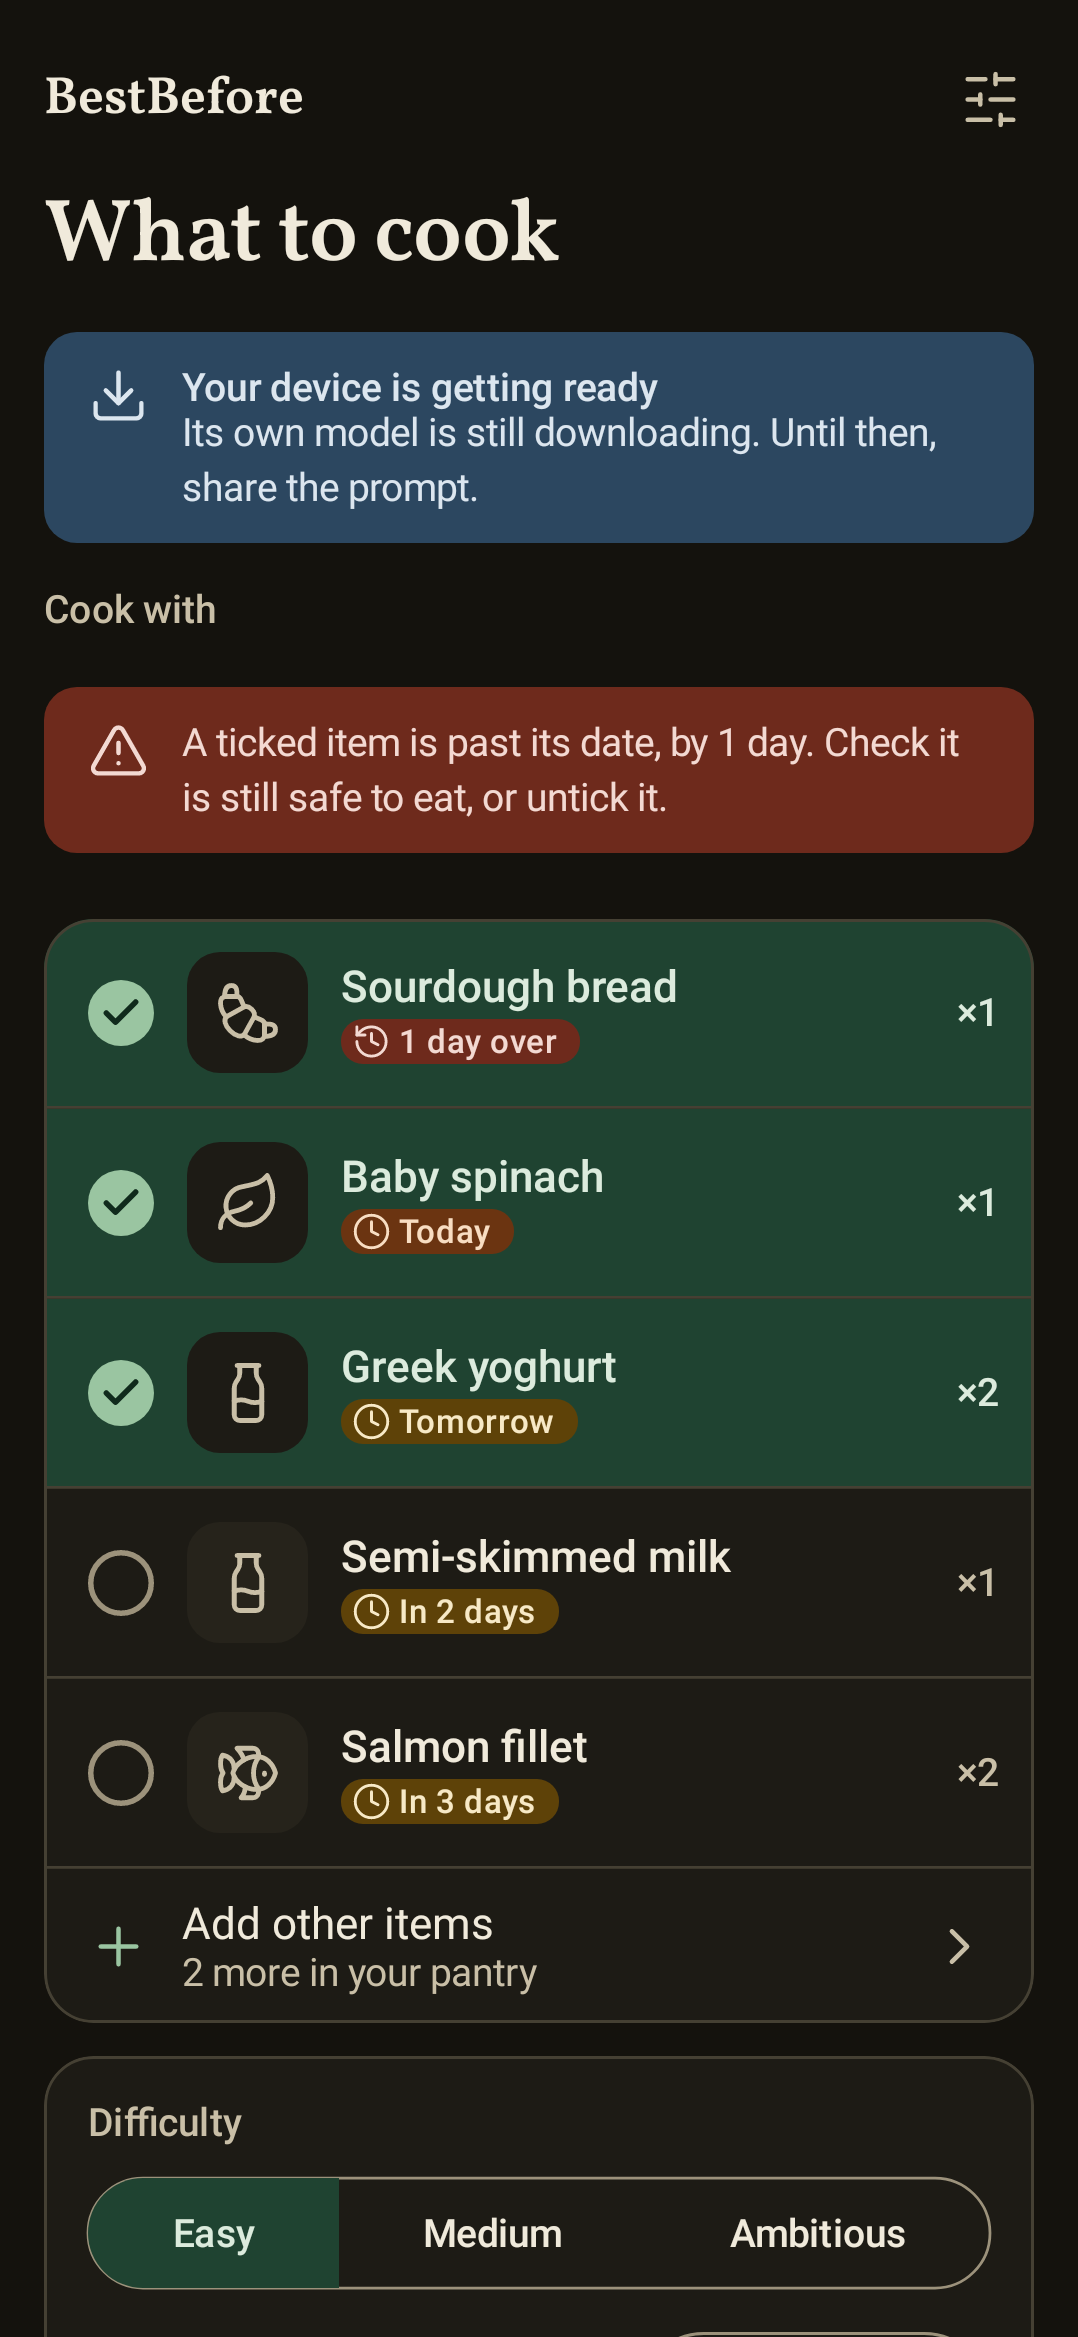 BestBefore
What to cook
Your device is getting ready
Its own model is still downloading. Until then,
share the prompt.
Cook with
A ticked item is past its date, by 1 day. Check it
is still safe to eat, or untick it.
Sourdough bread
1 day over
×1
Baby spinach
Today
×1
Greek yoghurt
Tomorrow
×2
Semi-skimmed milk
In 2 days
×1
Salmon fillet
In 3 days
×2
Add other items
2 more in your pantry
Difficulty
Easy
Medium
Ambitious